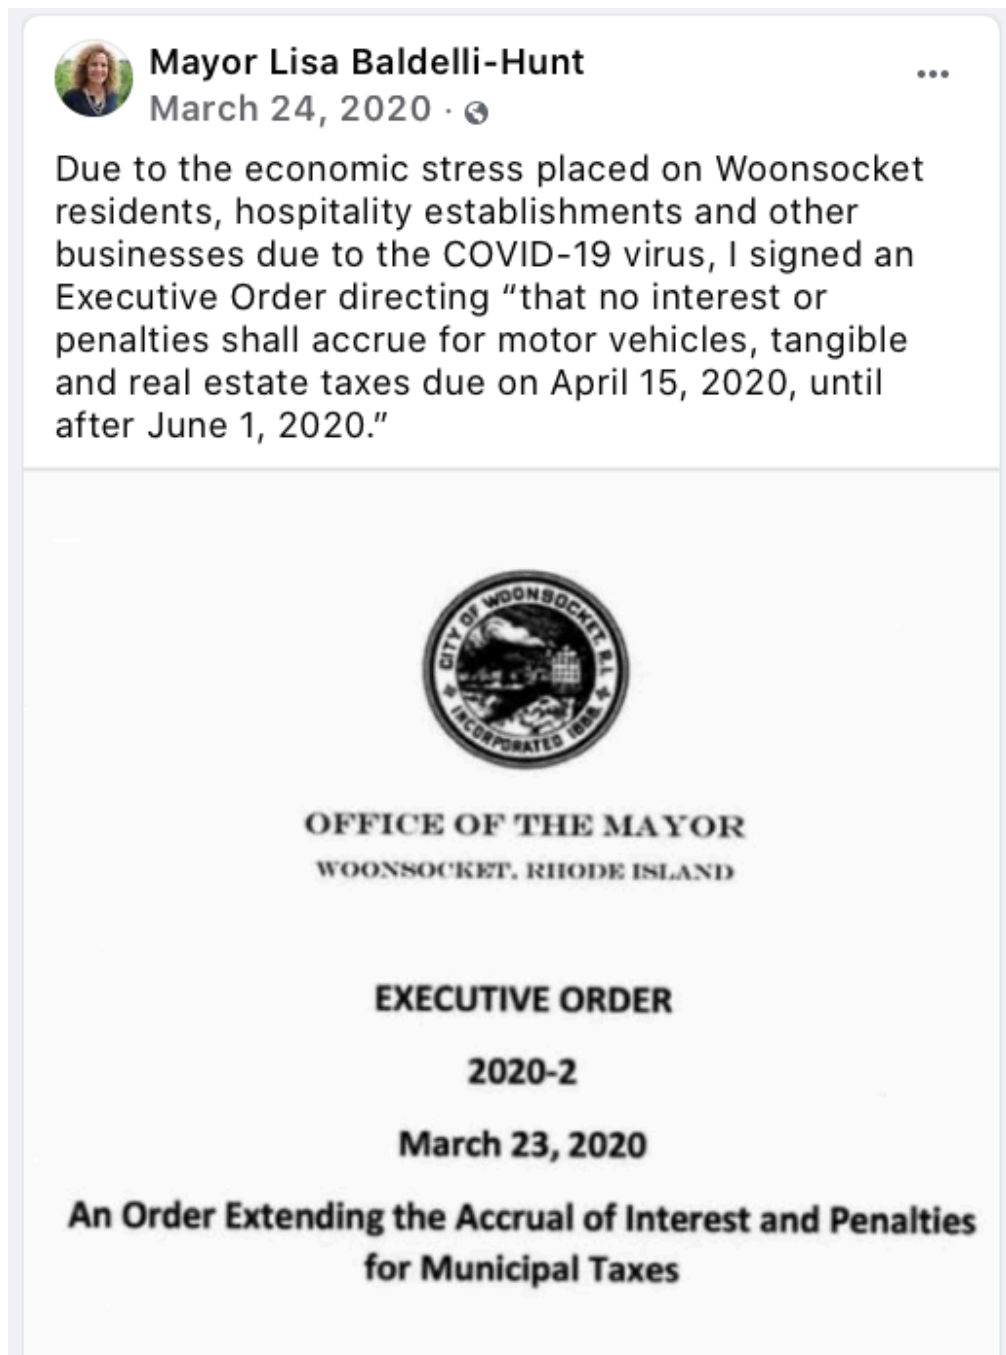 Mayor Lisa Baldelli-Hunt
March 24, 2020 ·
Due to the economic stress placed on Woonsocket
residents, hospitality establishments and other
businesses due to the COVID-19 virus, I signed an
Executive Order directing “that no interest or
penalties shall accrue for motor vehicles, tangible
and real estate taxes due on April 15, 2020, until
after June 1, 2020.”
CITY OF WOONSOCKET, R.I.
INCORPORATED 1888.
OFFICE OF THE MAYOR
WOONSOCKET, RHODE ISLAND
EXECUTIVE ORDER
2020-2
March 23, 2020
An Order Extending the Accrual of Interest and Penalties
for Municipal Taxes